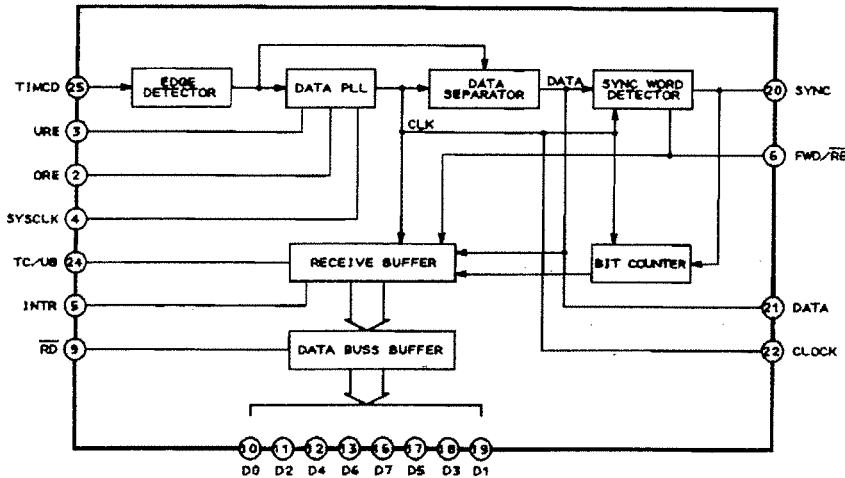 TIMCD 25
EDGE DETECTOR
DATA PLL
DATA SEPARATOR
DATA
SYNC WORD DETECTOR
20 SYNC
URE 3
CLK
6 FWD/RE
ORE 2
SYSCLK 4
TC/UB 24
RECEIVE BUFFER
BIT COUNTER
INTR 5
21 DATA
RD 9
DATA BUSS BUFFER
22 CLOCK
10 11 12 13 16 17 18 19
D0 D2 D4 D6 D7 D5 D3 D1